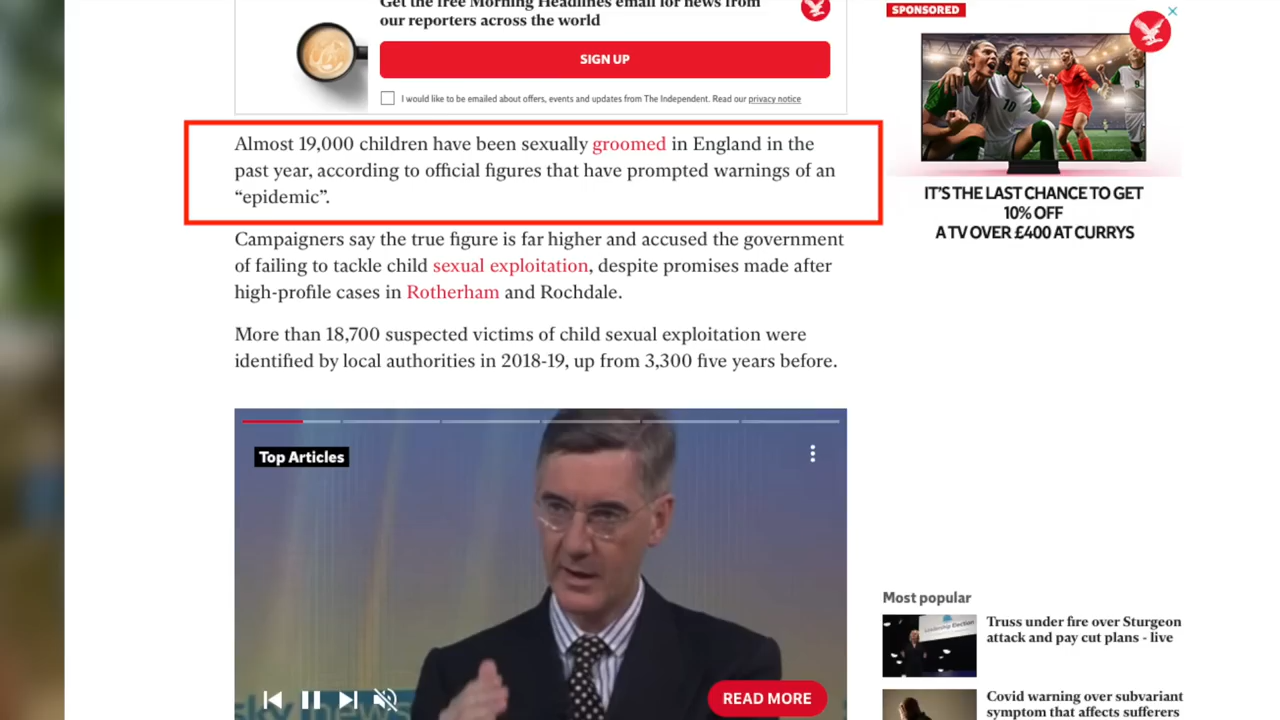 Get the free Morning Headlines email for news from
our reporters across the world
SIGN UP
I would like to be emailed about offers, events and updates from The Independent. Read our privacy notice
Almost 19,000 children have been sexually groomed in England in the
past year, according to official figures that have prompted warnings of an
“epidemic”.
Campaigners say the true figure is far higher and accused the government
of failing to tackle child sexual exploitation, despite promises made after
high-profile cases in Rotherham and Rochdale.
More than 18,700 suspected victims of child sexual exploitation were
identified by local authorities in 2018-19, up from 3,300 five years before.
Top Articles
sky news
READ MORE
SPONSORED
10
IT'S THE LAST CHANCE TO GET
10% OFF
A TV OVER £400 AT CURRYS
Most popular
Truss under fire over Sturgeon
attack and pay cut plans - live
Covid warning over subvariant
symptom that affects sufferers